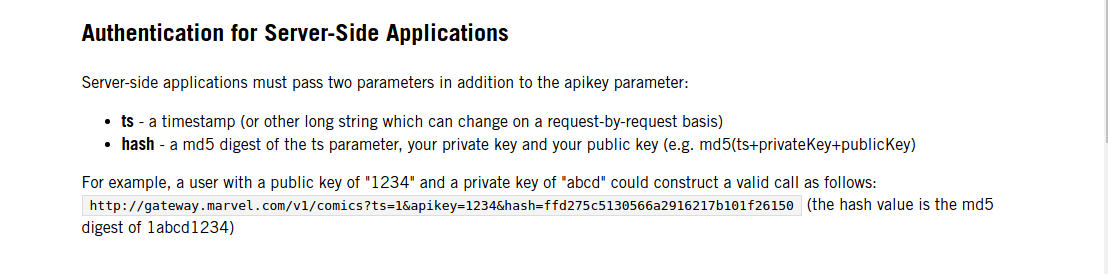 Authentication for Server-Side Applications
Server-side applications must pass two parameters in addition to the apikey parameter:
• ts - a timestamp (or other long string which can change on a request-by-request basis)
• hash - a md5 digest of the ts parameter, your private key and your public key (e.g. md5(ts+privateKey+publicKey)
For example, a user with a public key of "1234" and a private key of "abcd" could construct a valid call as follows:
http://gateway.marvel.com/v1/comics?ts=1&apikey=1234&hash=ffd275c5130566a2916217b101f26150 (the hash value is the md5
digest of 1abcd1234)